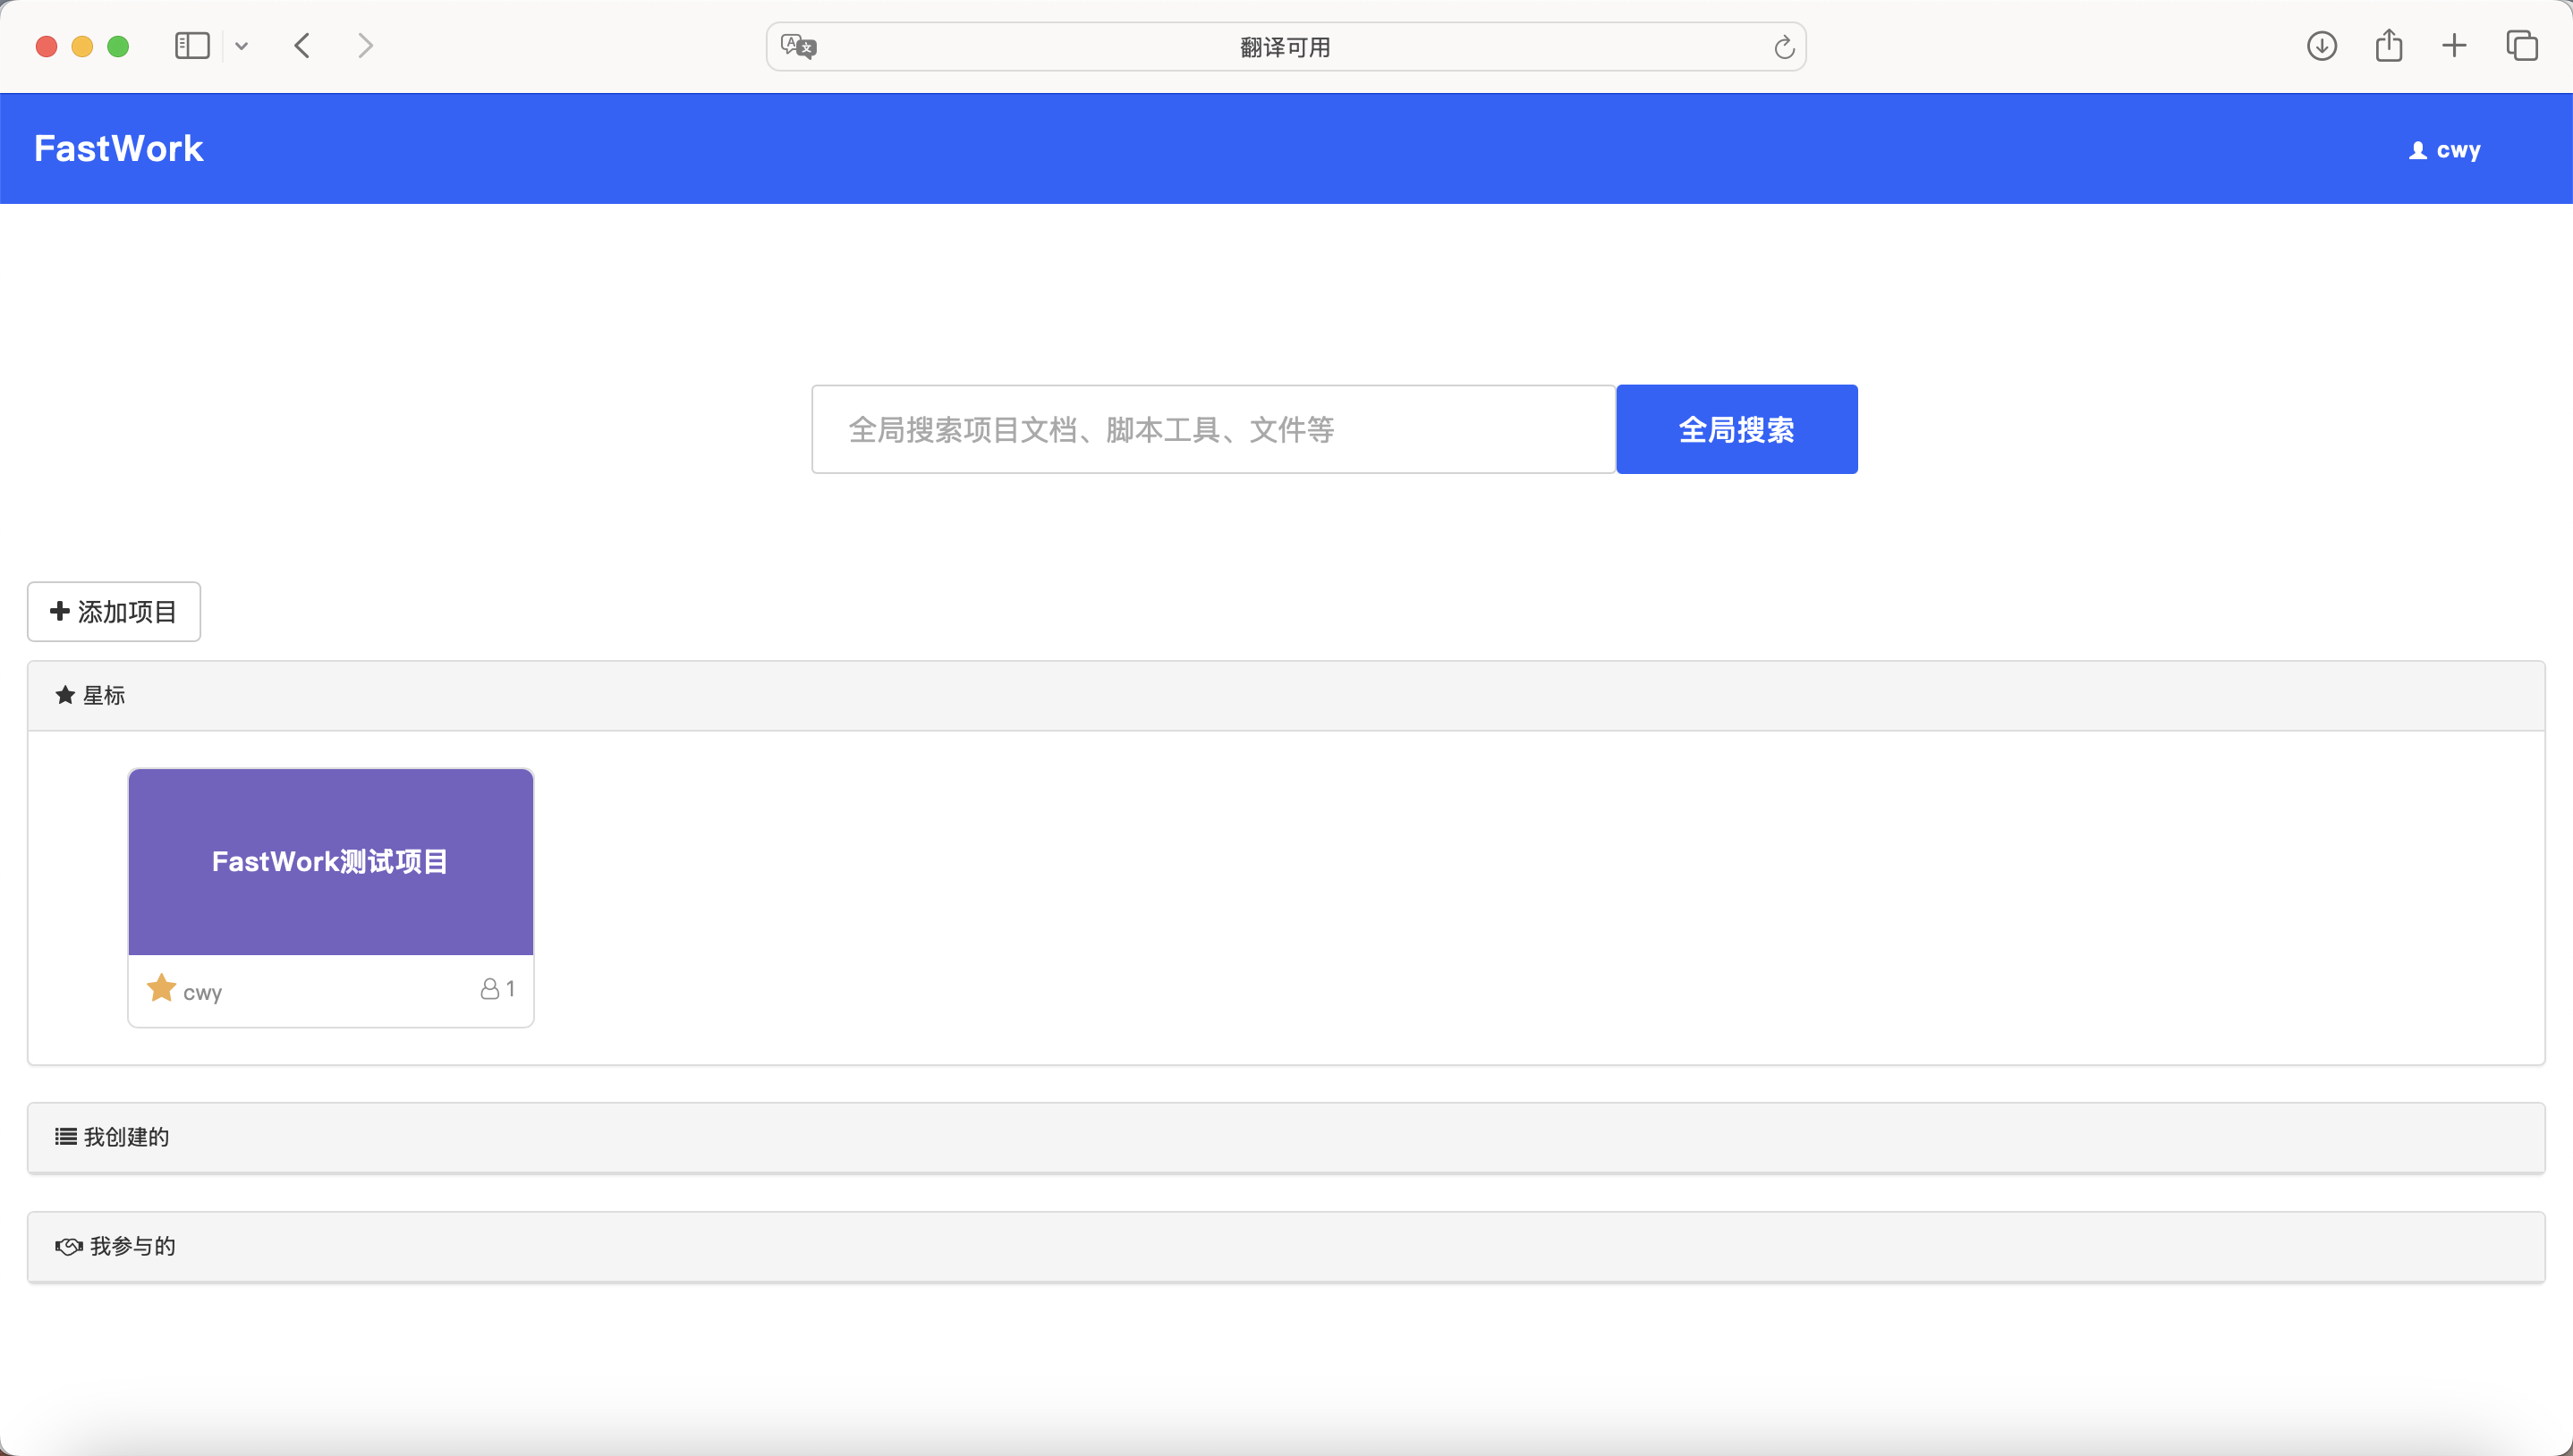 翻译可用
FastWork
cwy
全局搜索项目文档、脚本工具、文件等
全局搜索
添加项目
星标
FastWork测试项目
cwy
1
我创建的
我参与的